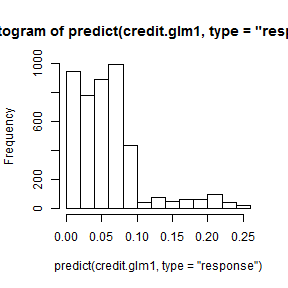 togram of predict(credit.glm1, type = "resp
Frequency
0 200 600 1000
0.00 0.05 0.10 0.15 0.20 0.25
predict(credit.glm1, type = "response")